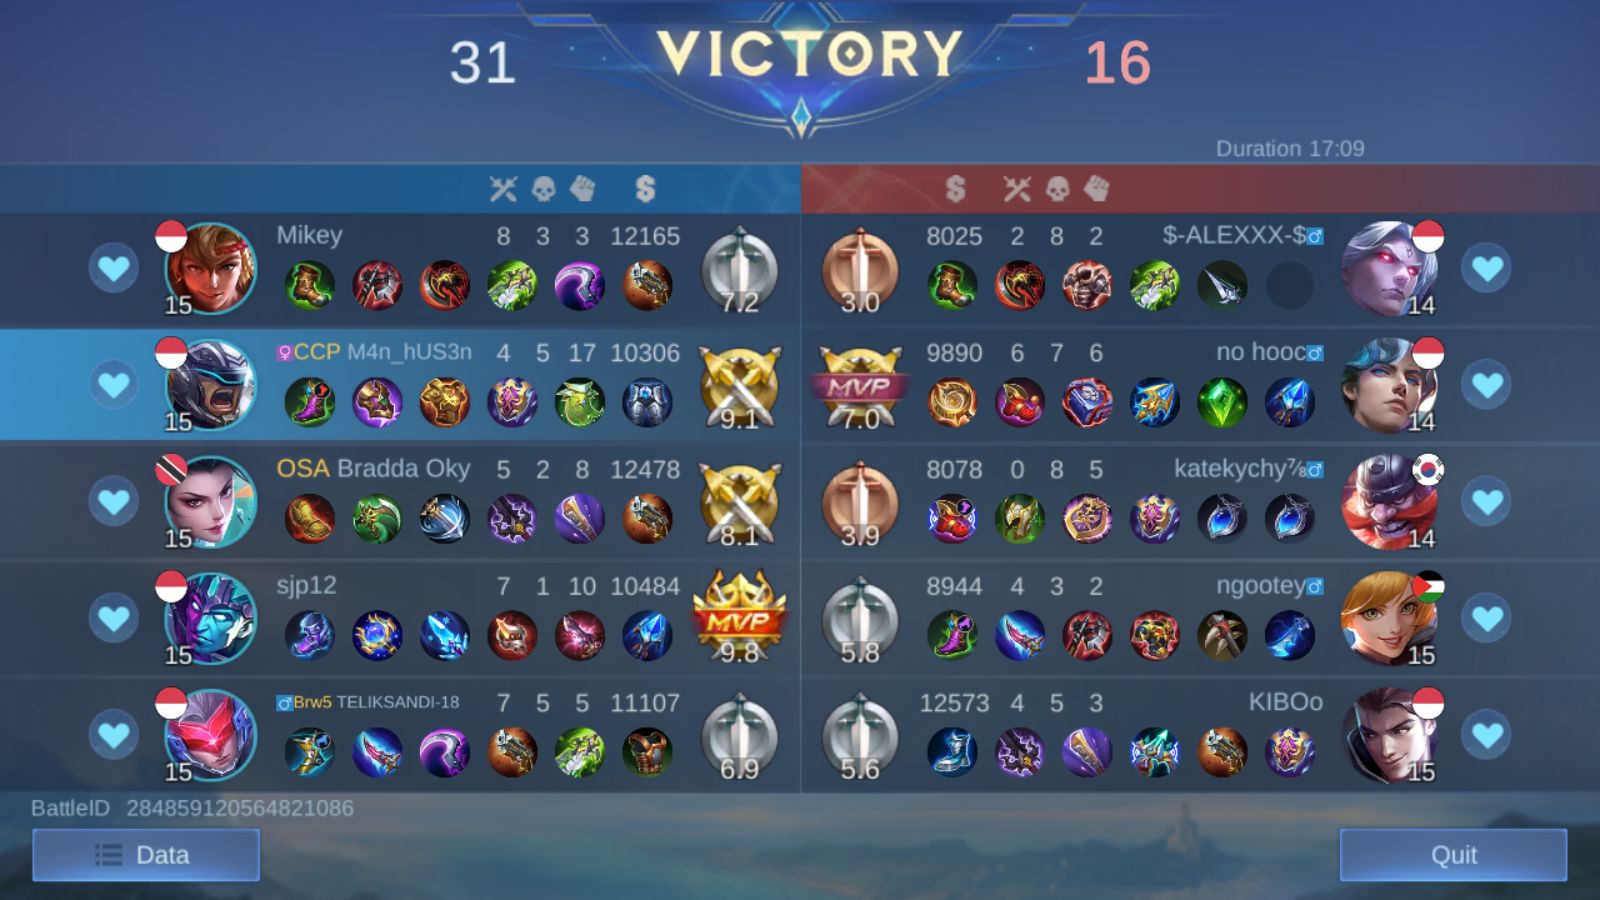 31 VICTORY 16
Duration 17:09
Mikey 8 3 3 12165
15 7.2
8025 2 8 2 $-ALEXXX-$
3.0 14
CCP M4n_hUS3n 4 5 17 10306
15 9.1
9890 6 7 6 no hooc
MVP 7.0 14
OSA Bradda Oky 5 2 8 12478
15 8.1
8078 0 8 5 katekychy⅞
3.9 14
sjp12 7 1 10 10484
15 MVP 9.8
8944 4 3 2 ngootey
5.8 15
Brw5 TELIKSANDI-18 7 5 5 11107
15 6.9
12573 4 5 3 KIBOo
5.6 15
BattleID 284859120564821086
Data
Quit